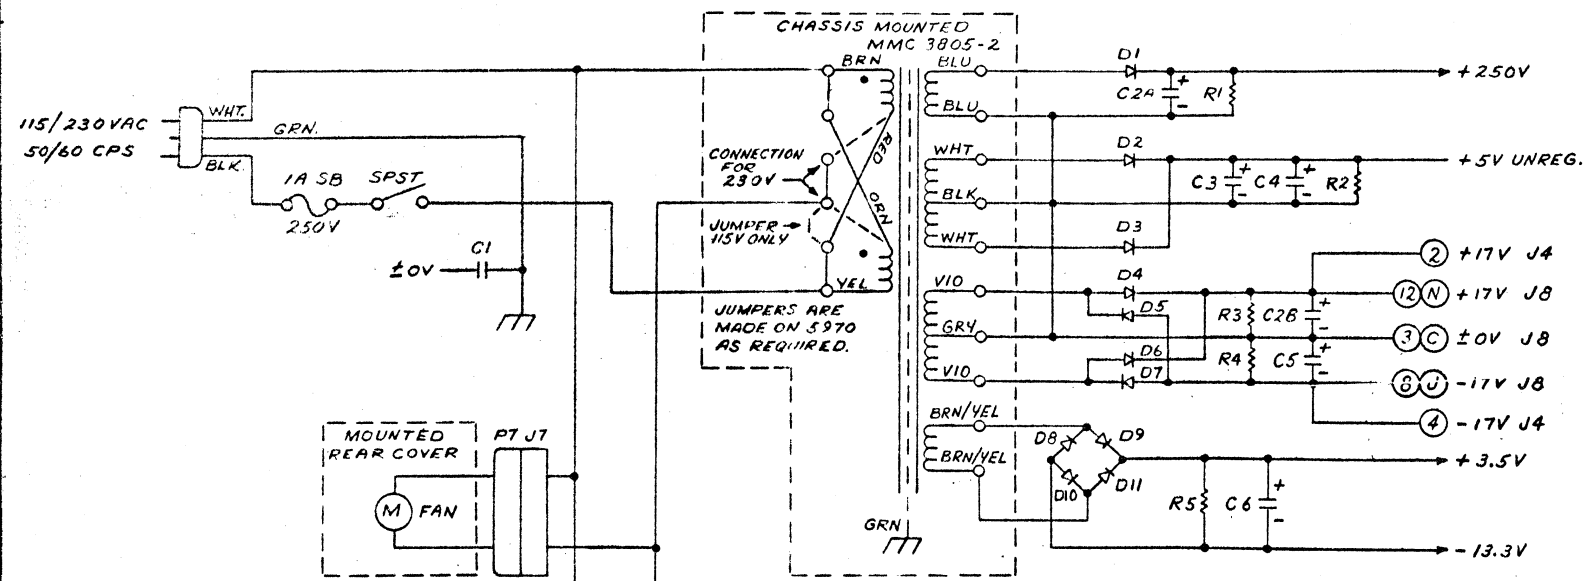 CHASSIS MOUNTED
MMC 3805-2
BRN
BLU
D1
+250V
C2A
+
-
R1
BLU
115/230VAC
50/60 CPS
WHT.
GRN.
BLK.
1A SB
250V
SPST
C1
±0V
CONNECTION
FOR
230V
JUMPER
115V ONLY
RED
ORN
YEL
JUMPERS ARE
MADE ON 5970
AS REQUIRED.
WHT
D2
+5V UNREG.
C3
+
-
C4
+
-
R2
BLK
WHT
D3
2 +17V J4
VIO
D4
12 N +17V J8
D5
R3
C2B
+
-
GRY
3 C ±0V J8
D6
R4
C5
+
-
VIO
D7
8 J -17V J8
4 -17V J4
BRN/YEL
D8
D9
BRN/YEL
D10
D11
+3.5V
R5
C6
+
-
-13.3V
GRN
MOUNTED
REAR COVER
P7 J7
M FAN